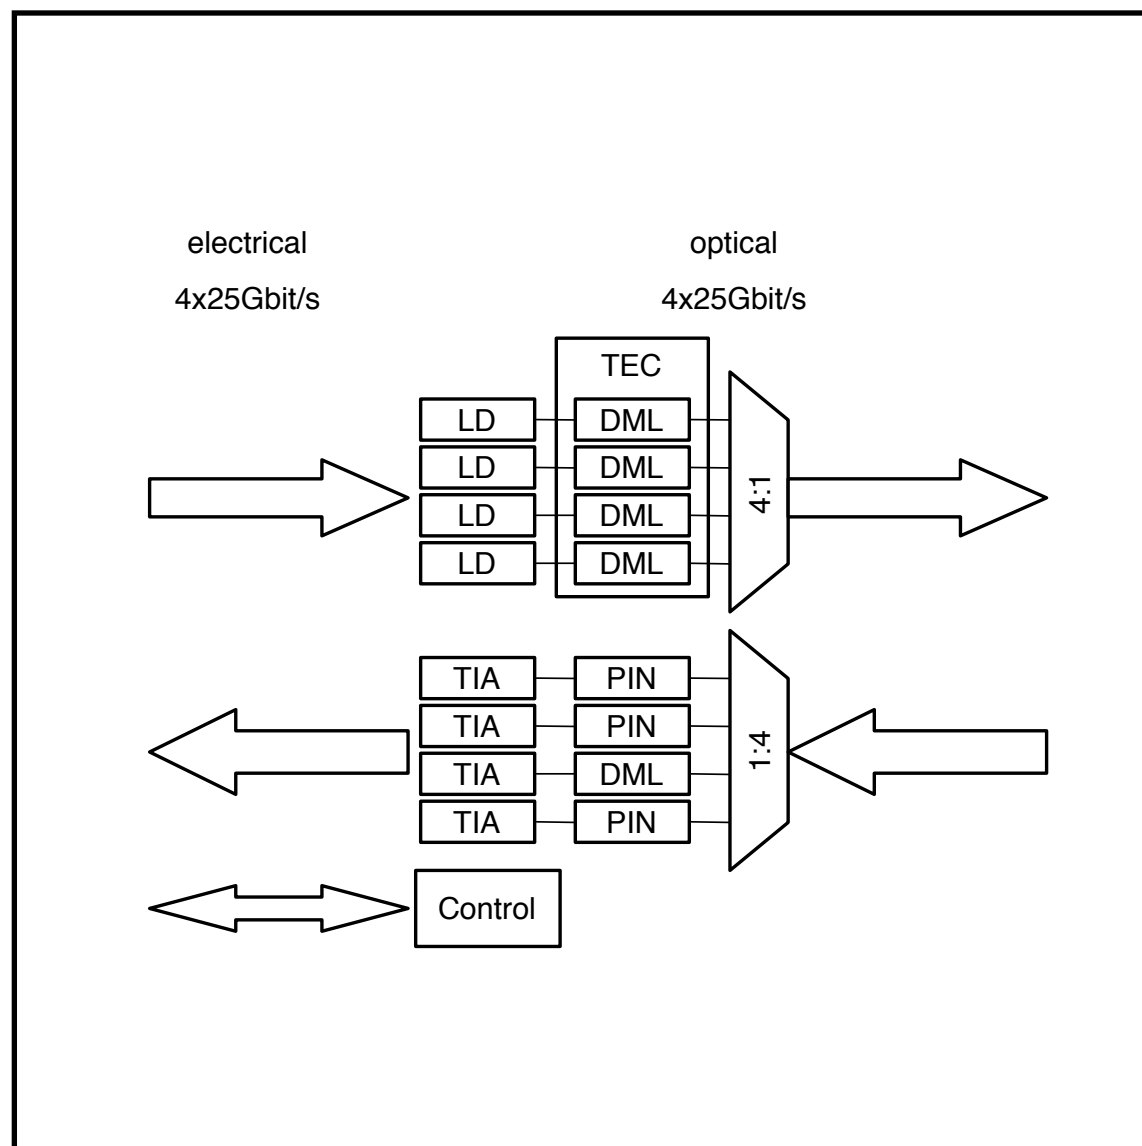 electrical
4x25Gbit/s
optical
4x25Gbit/s
TEC
LD DML
LD DML
LD DML
LD DML
4:1
TIA PIN
TIA PIN
TIA DML
TIA PIN
1:4
Control